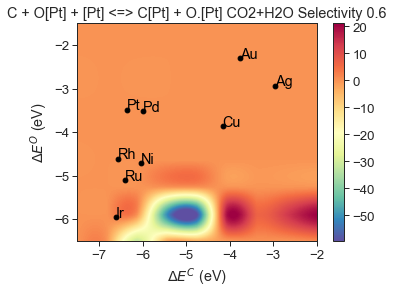 C + O[Pt] + [Pt] <=> C[Pt] + O.[Pt] CO2+H2O Selectivity 0.6
ΔE^O (eV)
−2
−3
−4
−5
−6
Au
Ag
Pt
Pd
Cu
Rh
Ni
Ru
Ir
−7
−6
−5
−4
−3
−2
ΔE^C (eV)
20
10
0
−10
−20
−30
−40
−50